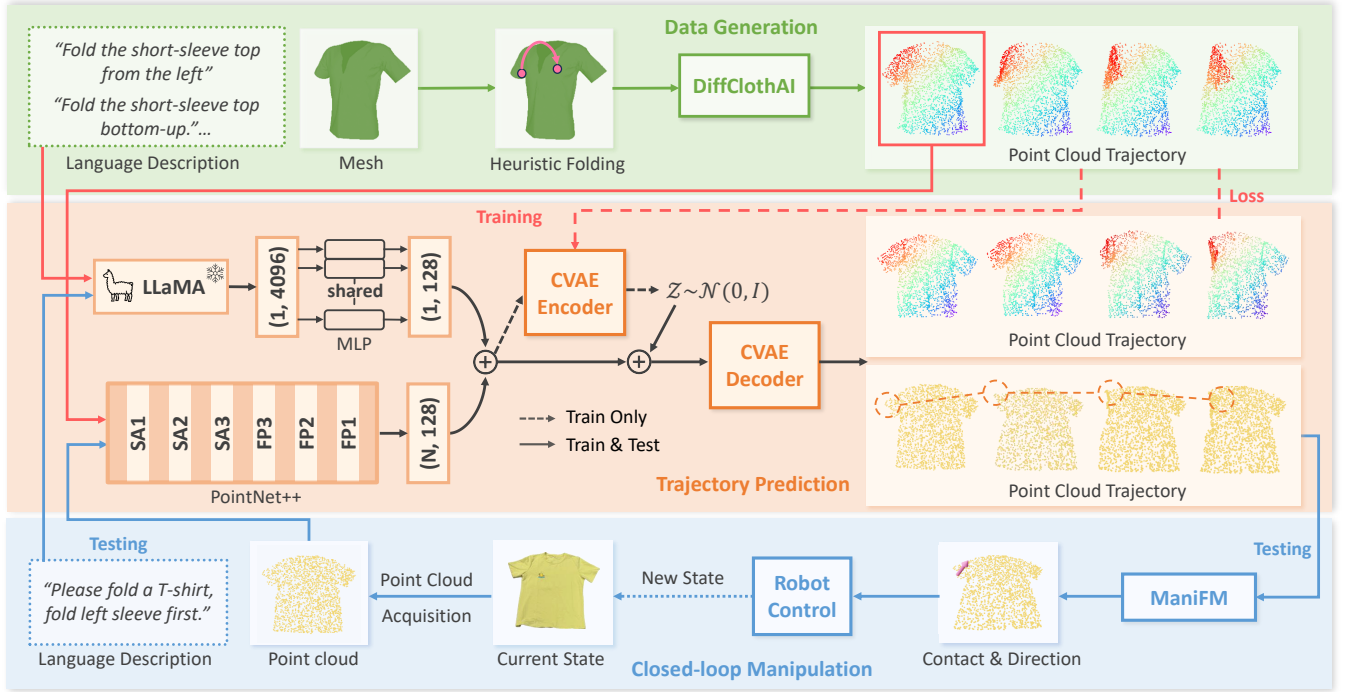 Data Generation
“Fold the short-sleeve top
from the left”
“Fold the short-sleeve top
bottom-up.”...
Language Description
Mesh
Heuristic Folding
DiffClothAI
Point Cloud Trajectory
Training
Loss
LLaMA
(1, 4096)
shared
MLP
(1, 128)
CVAE
Encoder
Z~N(0, I)
CVAE
Decoder
Point Cloud Trajectory
SA1
SA2
SA3
FP3
FP2
FP1
PointNet++
(N, 128)
Train Only
Train & Test
Trajectory Prediction
Point Cloud Trajectory
Testing
“Please fold a T-shirt,
fold left sleeve first.”
Language Description
Point cloud
Point Cloud
Acquisition
Current State
New State
Robot
Control
Closed-loop Manipulation
Contact & Direction
ManiFM
Testing